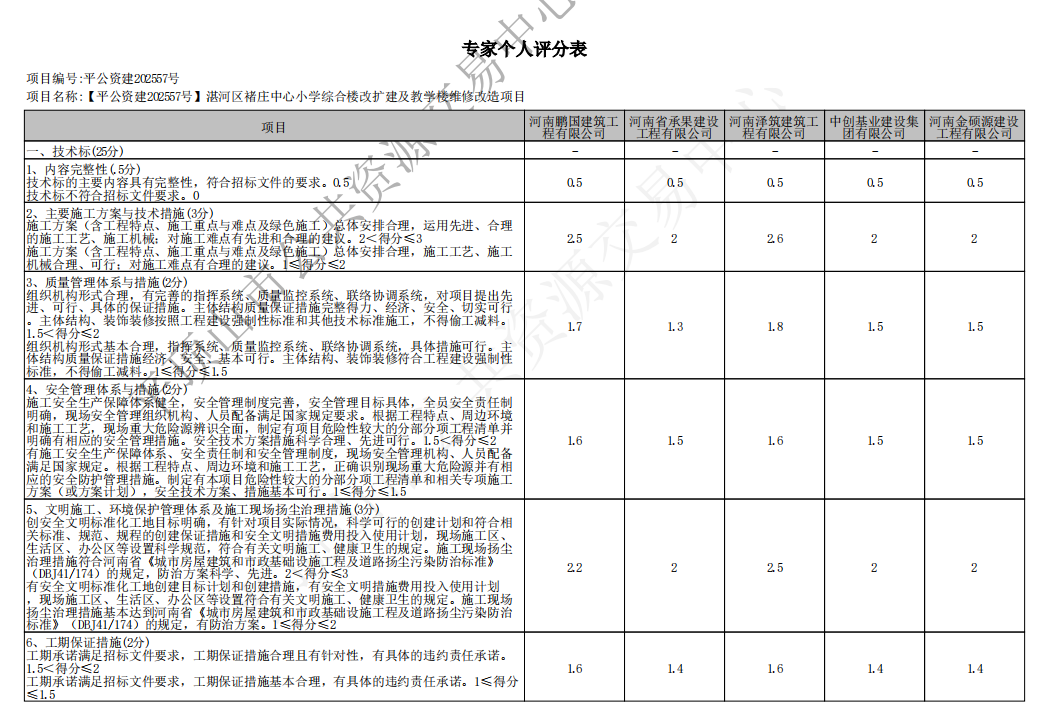 专家个人评分表
项目编号:平公资建202557号
项目名称:【平公资建202557号】湛河区褚庄中心小学综合楼改扩建及教学楼维修改造项目
项目 河南鹏国建筑工程有限公司 河南省承果建设工程有限公司 河南泽筑建筑工程有限公司 中创基业建设集团有限公司 河南金硕源建设工程有限公司
一、技术标(25分) - - - - -
1、内容完整性(.5分)
技术标的主要内容具有完整性，符合招标文件的要求。0.5
技术标不符合招标文件要求。0
0.5 0.5 0.5 0.5 0.5
2、主要施工方案与技术措施(3分)
施工方案（含工程特点、施工重点与难点及绿色施工）总体安排合理，运用先进、合理
的施工工艺、施工机械；对施工难点有先进和合理的建议。2＜得分≤3
施工方案（含工程特点、施工重点与难点及绿色施工）总体安排合理，施工工艺、施工
机械合理、可行；对施工难点有合理的建议。1≤得分≤2
2.5 2 2.6 2 2
3、质量管理体系与措施(2分)
组织机构形式合理，有完善的指挥系统、质量监控系统、联络协调系统，对项目提出先
进、可行、具体的保证措施。主体结构质量保证措施完整得力、经济、安全、切实可行
。主体结构、装饰装修按照工程建设强制性标准和其他技术标准施工，不得偷工减料。
1.5＜得分≤2
组织机构形式基本合理，指挥系统、质量监控系统、联络协调系统，具体措施可行。主
体结构质量保证措施经济、安全、基本可行。主体结构、装饰装修符合工程建设强制性
标准，不得偷工减料。1≤得分≤1.5
1.7 1.3 1.8 1.5 1.5
4、安全管理体系与措施(2分)
施工安全生产保障体系健全，安全管理制度完善，安全管理目标具体，全员安全责任制
明确，现场安全管理组织机构、人员配备满足国家规定要求。根据工程特点、周边环境
和施工工艺，现场重大危险源辨识全面，制定有项目危险性较大的分部分项工程清单并
明确有相应的安全管理措施。安全技术方案措施科学合理、先进可行。1.5＜得分≤2
有施工安全生产保障体系、安全责任制和安全管理制度，现场安全管理机构、人员配备
满足国家规定。根据工程特点、周边环境和施工工艺，正确识别现场重大危险源并有相
应的安全防护管理措施。制定有本项目危险性较大的分部分项工程清单和相关专项施工
方案（或方案计划），安全技术方案、措施基本可行。1≤得分≤1.5
1.6 1.5 1.6 1.5 1.5
5、文明施工、环境保护管理体系及施工现场扬尘治理措施(3分)
创安全文明标准化工地目标明确，有针对项目实际情况，科学可行的创建计划和符合相
关标准、规范、规程的创建保证措施和安全文明措施费用投入使用计划，现场施工区、
生活区、办公区等设置科学规范，符合有关文明施工、健康卫生的规定。施工现场扬尘
治理措施符合河南省《城市房屋建筑和市政基础设施工程及道路扬尘污染防治标准》
（DBJ41/174）的规定，防治方案科学、先进。2＜得分≤3
有安全文明标准化工地创建目标计划和创建措施，有安全文明措施费用投入使用计划
，现场施工区、生活区、办公区等设置符合有关文明施工、健康卫生的规定。施工现场
扬尘治理措施基本达到河南省《城市房屋建筑和市政基础设施工程及道路扬尘污染防治
标准》（DBJ41/174）的规定，有防治方案。1≤得分≤2
2.2 2 2.5 2 2
6、工期保证措施(2分)
工期承诺满足招标文件要求，工期保证措施合理且有针对性，有具体的违约责任承诺。
1.5＜得分≤2
工期承诺满足招标文件要求，工期保证措施基本合理，有具体的违约责任承诺。1≤得分
≤1.5
1.6 1.4 1.6 1.4 1.4
平顶山市公共资源交易中心
共资源交易中心